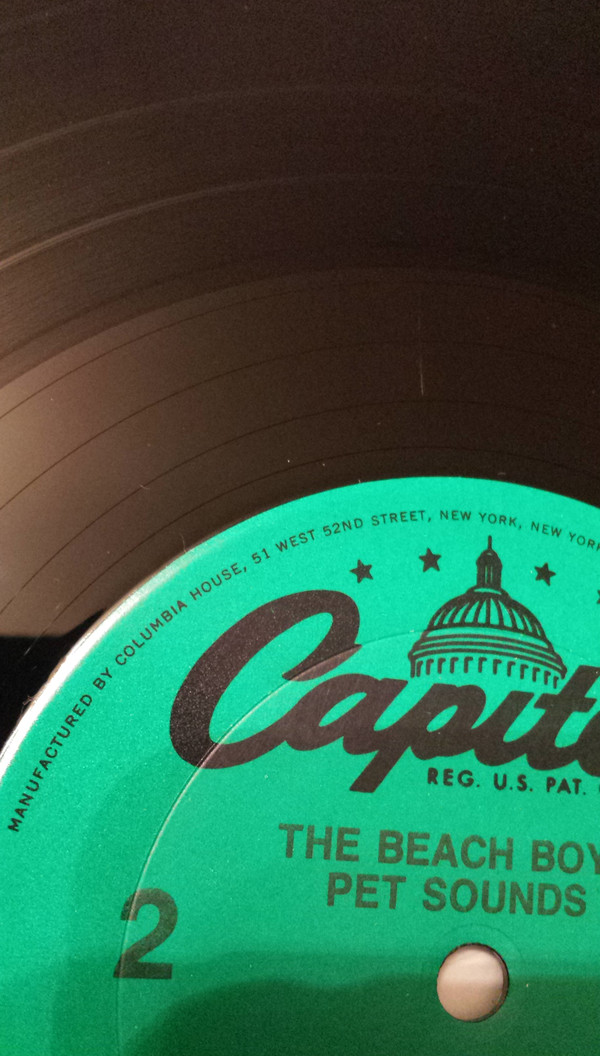 MANUFACTURED BY COLUMBIA HOUSE, 51 WEST 52ND STREET, NEW YORK, NEW YORK
Capito
REG. U.S. PAT.
THE BEACH BOY
PET SOUNDS
2